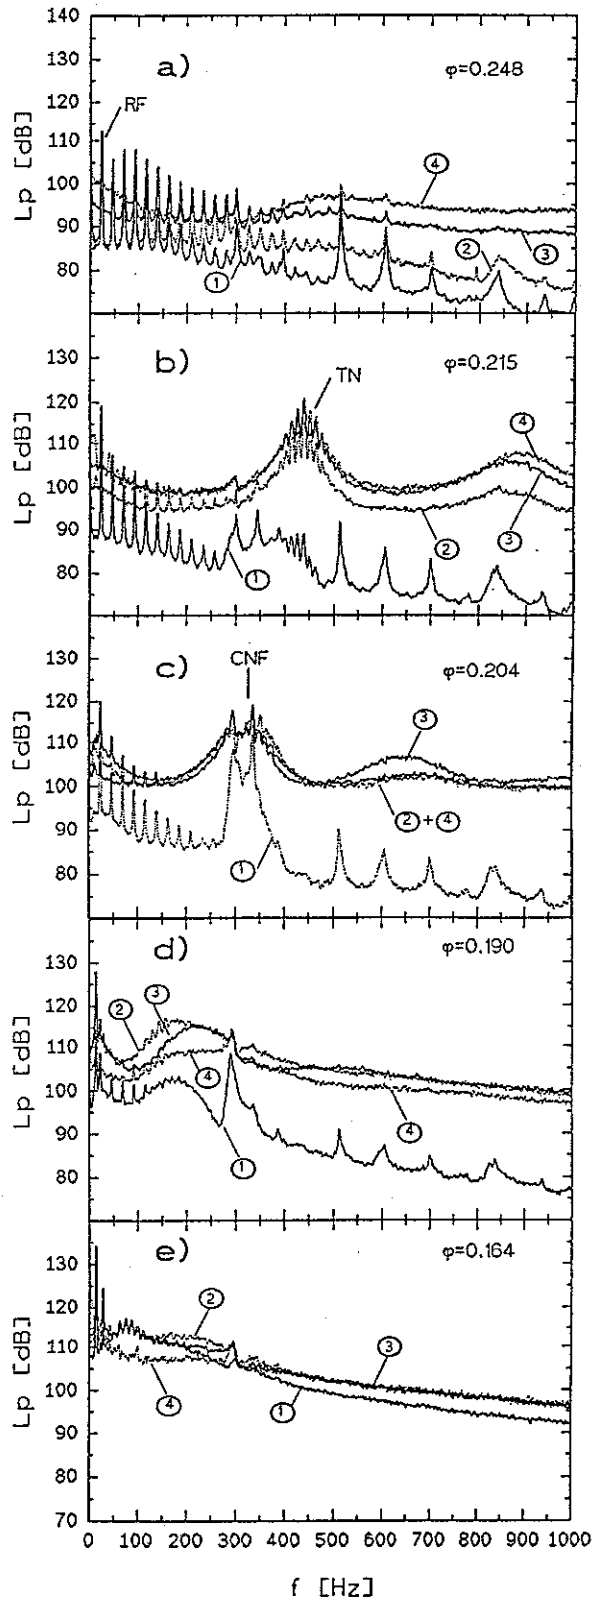 140
130
120
110
100
90
80
Lp [dB]
a)
φ=0.248
RF
4
3
2
1
130
120
110
100
90
80
Lp [dB]
b)
φ=0.215
TN
4
3
2
1
130
120
110
100
90
80
Lp [dB]
c)
φ=0.204
CNF
3
2+4
1
130
120
110
100
90
80
Lp [dB]
d)
φ=0.190
2
3
4
4
1
130
120
110
100
90
80
70
Lp [dB]
e)
φ=0.164
2
3
4
1
0 100 200 300 400 500 600 700 800 900 1000
f [Hz]